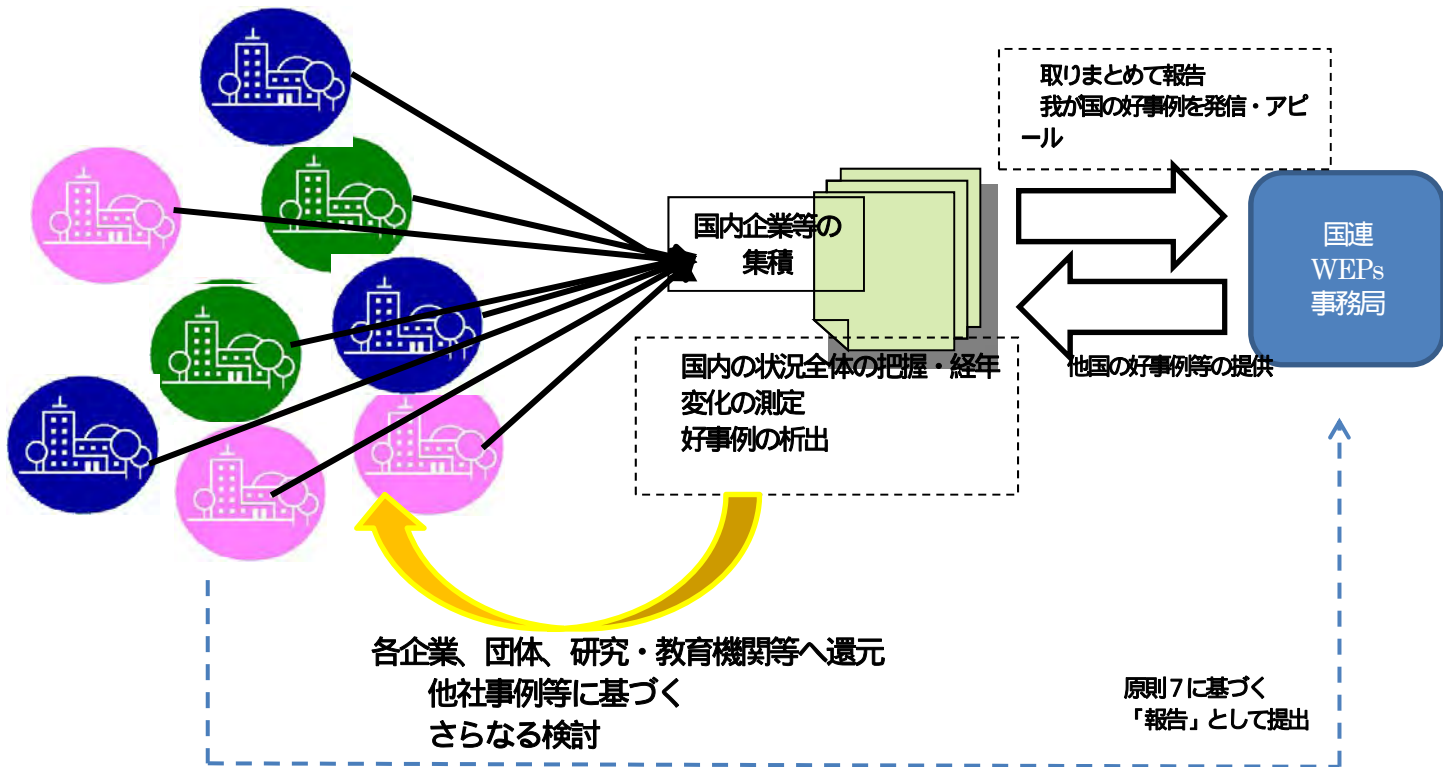 取りまとめて報告
我が国の好事例を発信・アピ
ール
国内企業等の
集積
国連
WEPs
事務局
国内の状況全体の把握・経年
変化の測定
好事例の析出
他国の好事例等の提供
各企業、団体、研究・教育機関等へ還元
他社事例等に基づく
さらなる検討
原則７に基づく
「報告」として提出